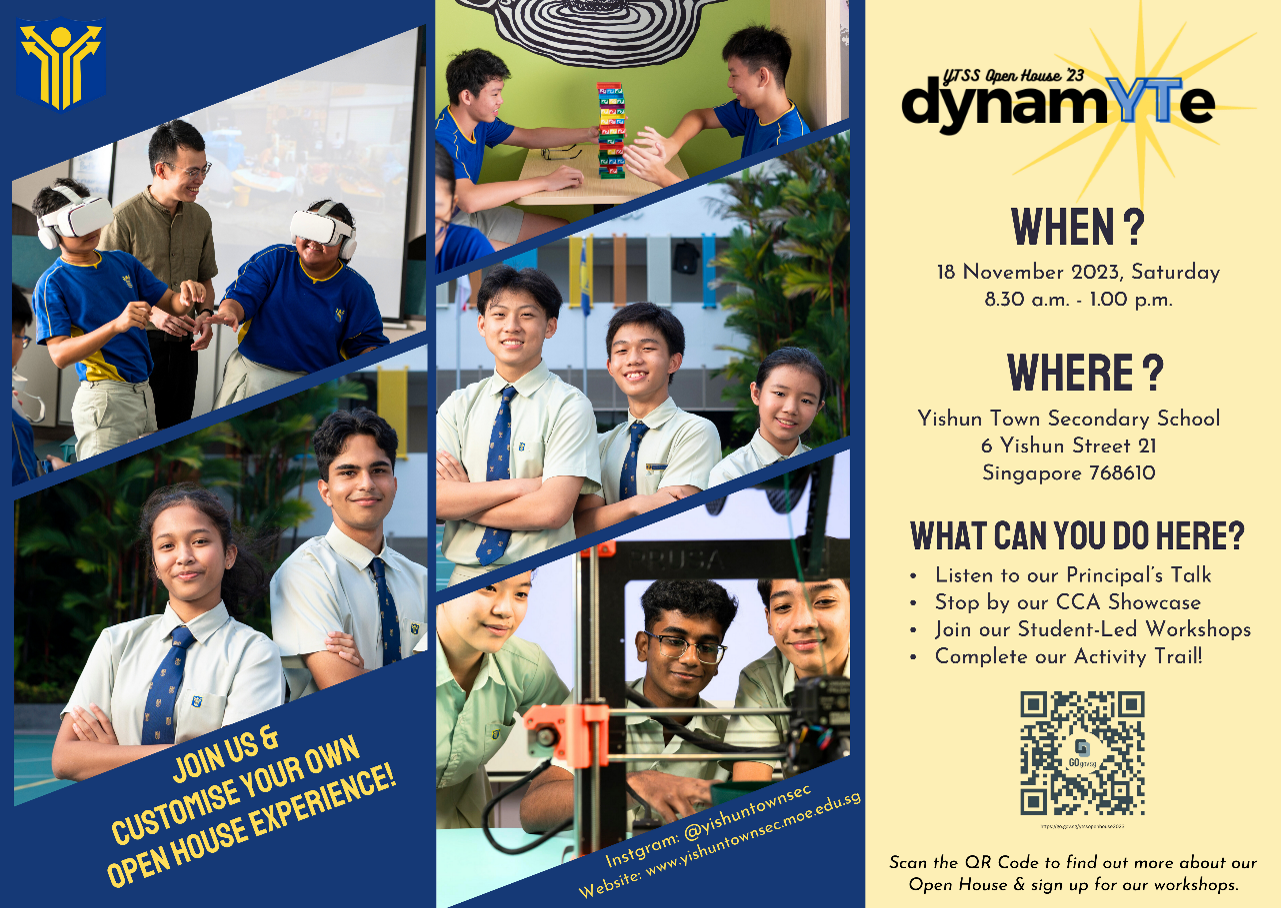 JOIN US &
CUSTOMISE YOUR OWN
OPEN HOUSE EXPERIENCE!
PRUSA
Instgram: @yishuntownsec
Website: www.yishuntownsec.moe.edu.sg
YTSS Open House '23
dynamYTe
WHEN ?
18 November 2023, Saturday
8.30 a.m. - 1.00 p.m.
WHERE ?
Yishun Town Secondary School
6 Yishun Street 21
Singapore 768610
WHAT CAN YOU DO HERE?
• Listen to our Principal's Talk
• Stop by our CCA Showcase
• Join our Student-Led Workshops
• Complete our Activity Trail!
GOgovsg
Scan the QR Code to find out more about our
Open House & sign up for our workshops.